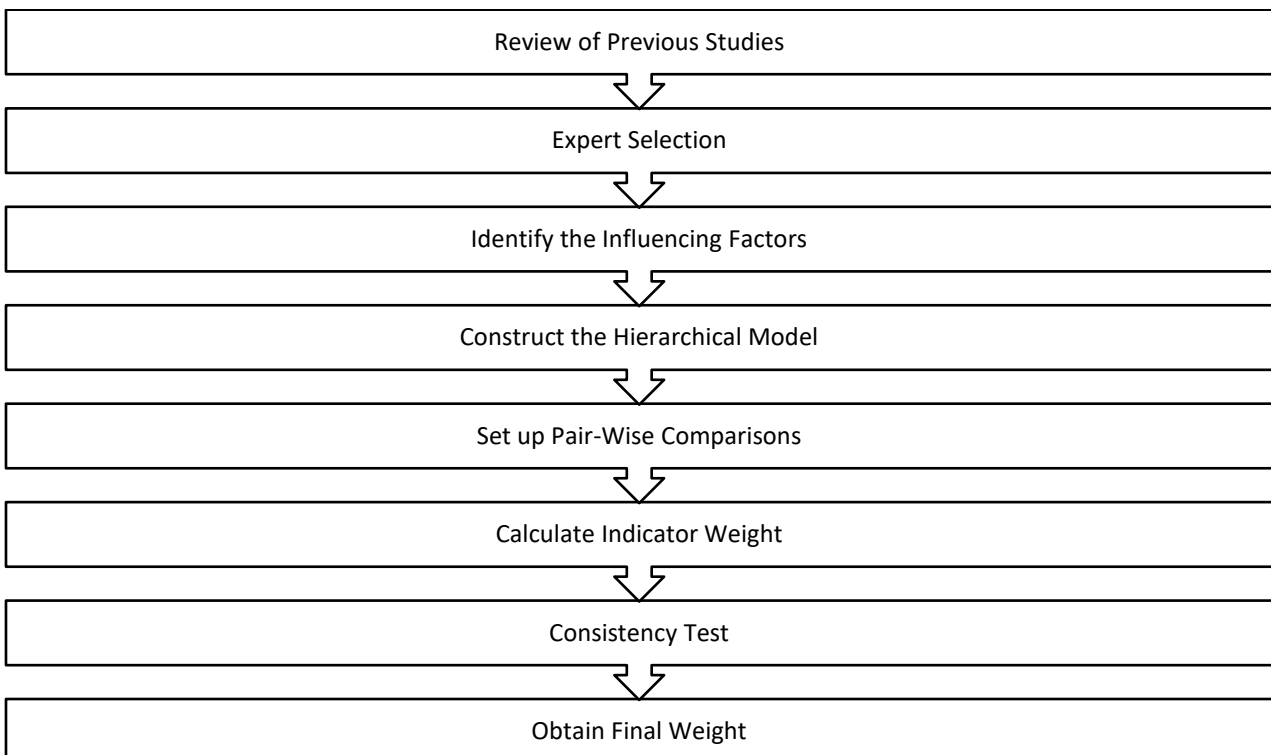 Review of Previous Studies
Expert Selection
Identify the Influencing Factors
Construct the Hierarchical Model
Set up Pair-Wise Comparisons
Calculate Indicator Weight
Consistency Test
Obtain Final Weight